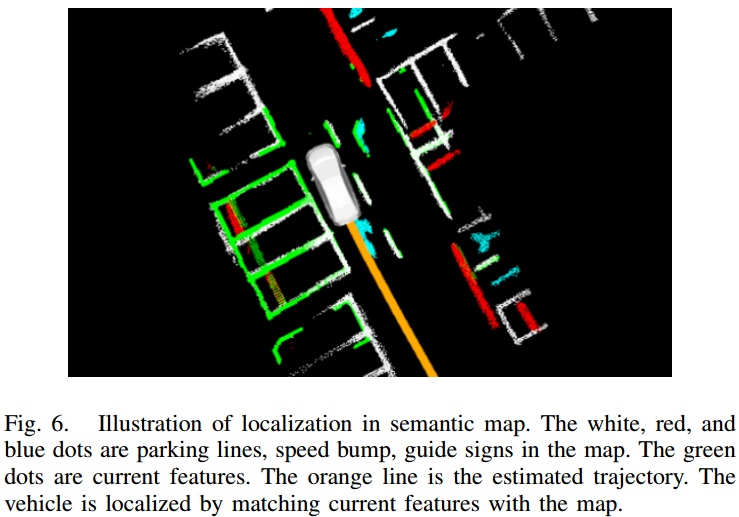 Fig. 6. Illustration of localization in semantic map. The white, red, and
blue dots are parking lines, speed bump, guide signs in the map. The green
dots are current features. The orange line is the estimated trajectory. The
vehicle is localized by matching current features with the map.